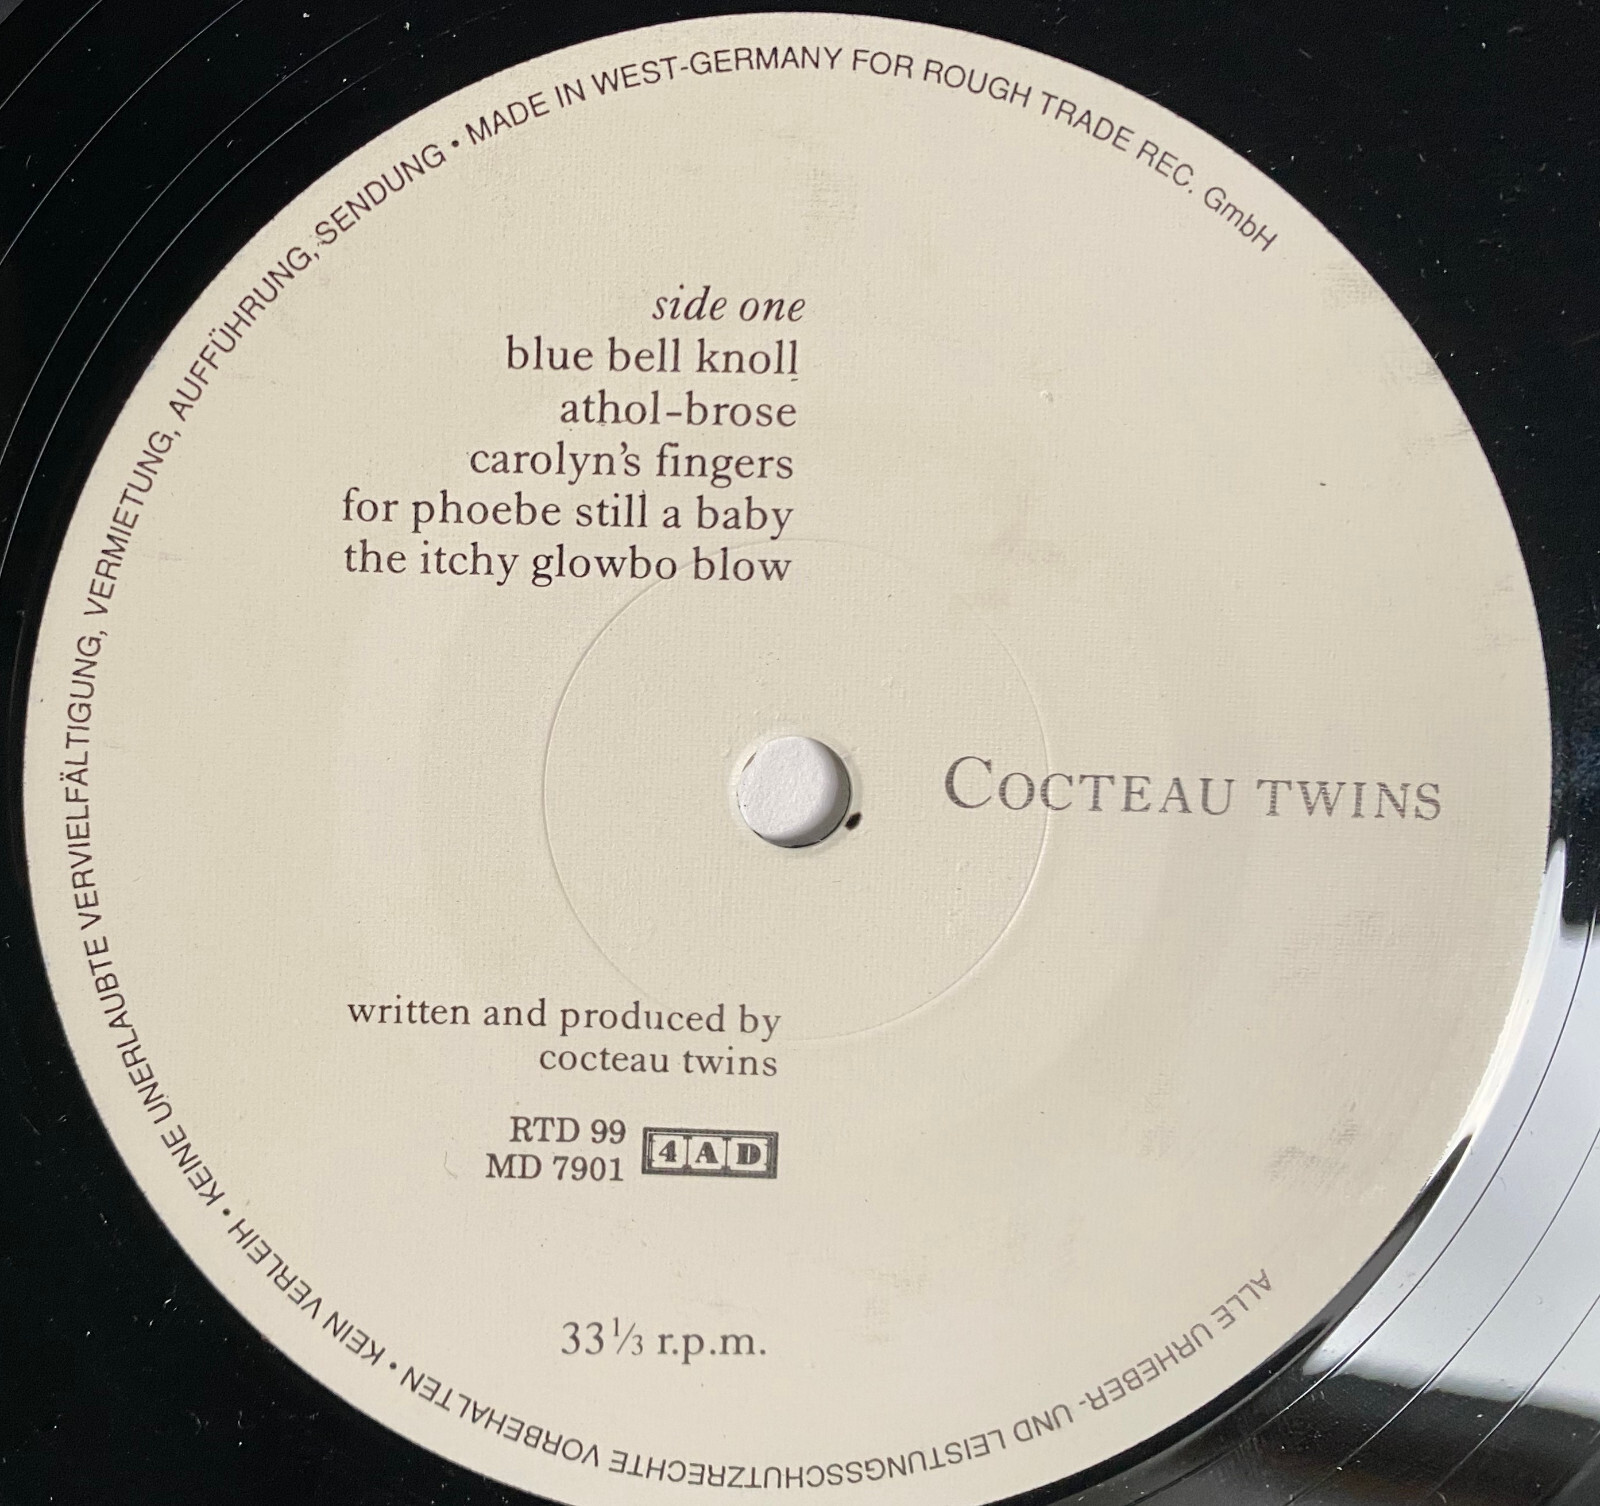 ALLE URHEBER- UND LEISTUNGSSCHUTZRECHTE VORBEHALTEN • KEIN VERLEIH • KEINE UNERLAUBTE VERVIELFÄLTIGUNG, VERMIETUNG, AUFFÜHRUNG, SENDUNG • MADE IN WEST-GERMANY FOR ROUGH TRADE REC. GmbH
side one
blue bell knoll
athol-brose
carolyn's fingers
for phoebe still a baby
the itchy glowbo blow
COCTEAU TWINS
written and produced by
cocteau twins
RTD 99
MD 7901
4AD
33 1/3 r.p.m.